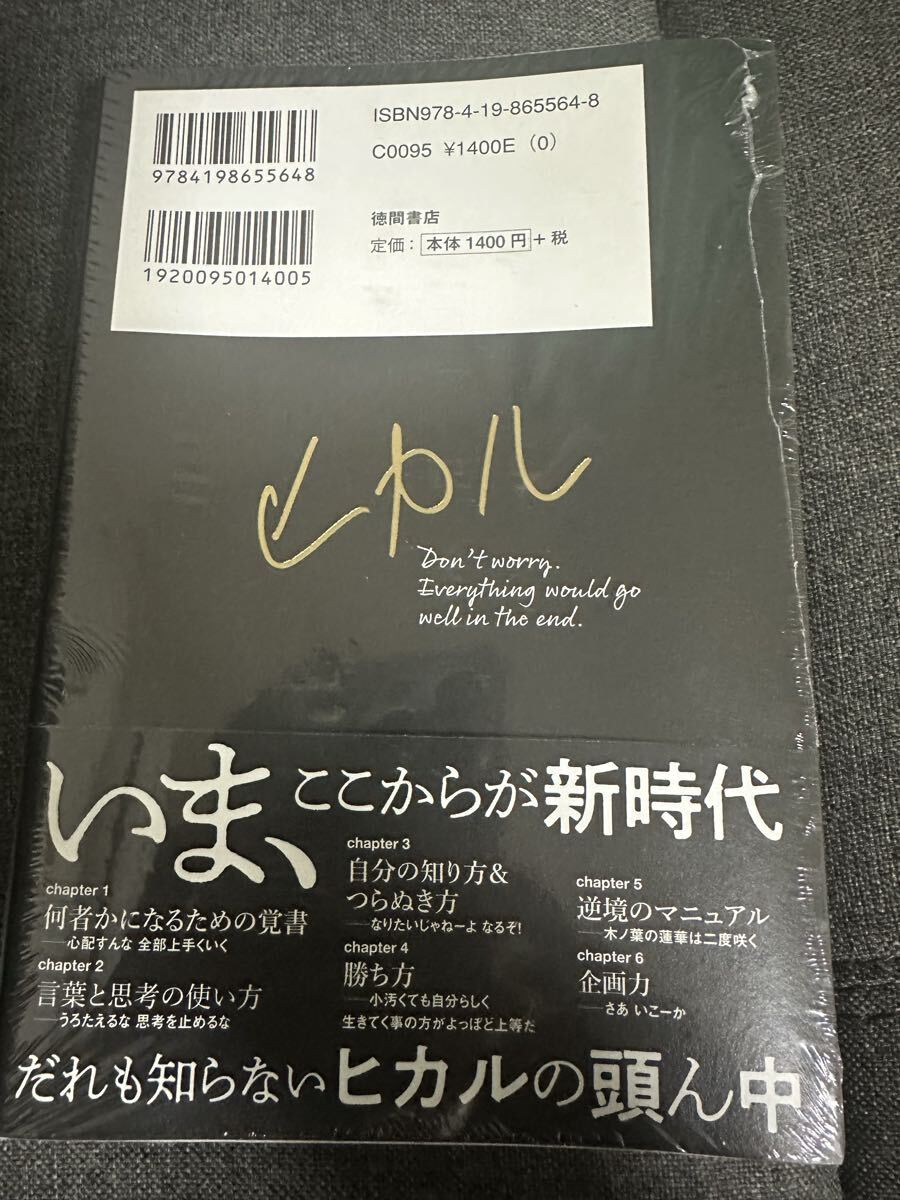 ISBN978-4-19-865564-8
C0095 ¥1400E (0)
9784198655648
徳間書店
定価：本体1400円+税
1920095014005
ヒカル
Don't worry.
Everything would go
well in the end.
いま、ここからが新時代
chapter 1
何者かになるための覚書
──心配すんな 全部上手くいく
chapter 2
言葉と思考の使い方
──うろたえるな 思考を止めるな
chapter 3
自分の知り方&
つらぬき方
──なりたいじゃねーよ なるぞ!
chapter 4
勝ち方
──小汚くても自分らしく
生きてく事の方がよっぽど上等だ
chapter 5
逆境のマニュアル
──木ノ葉の蓮華は二度咲く
chapter 6
企画力
──さあ いこーか
だれも知らないヒカルの頭ん中